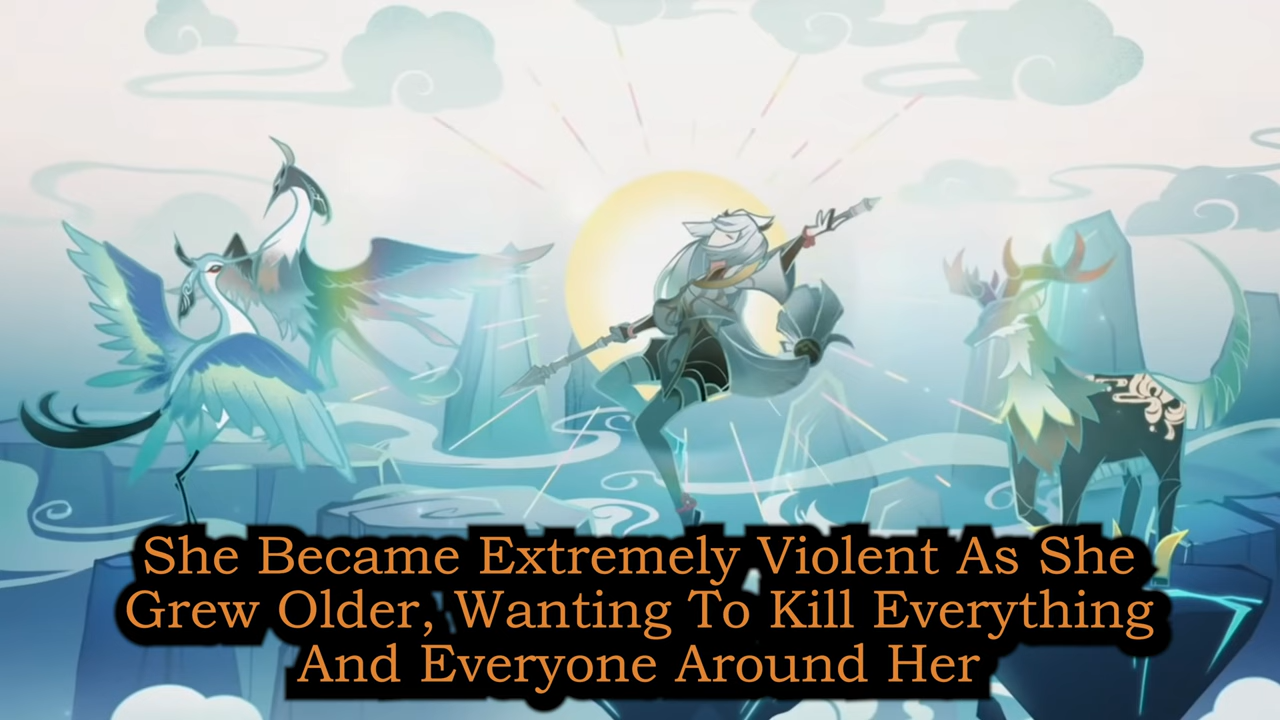 She Became Extremely Violent As She
Grew Older, Wanting To Kill Everything
And Everyone Around Her